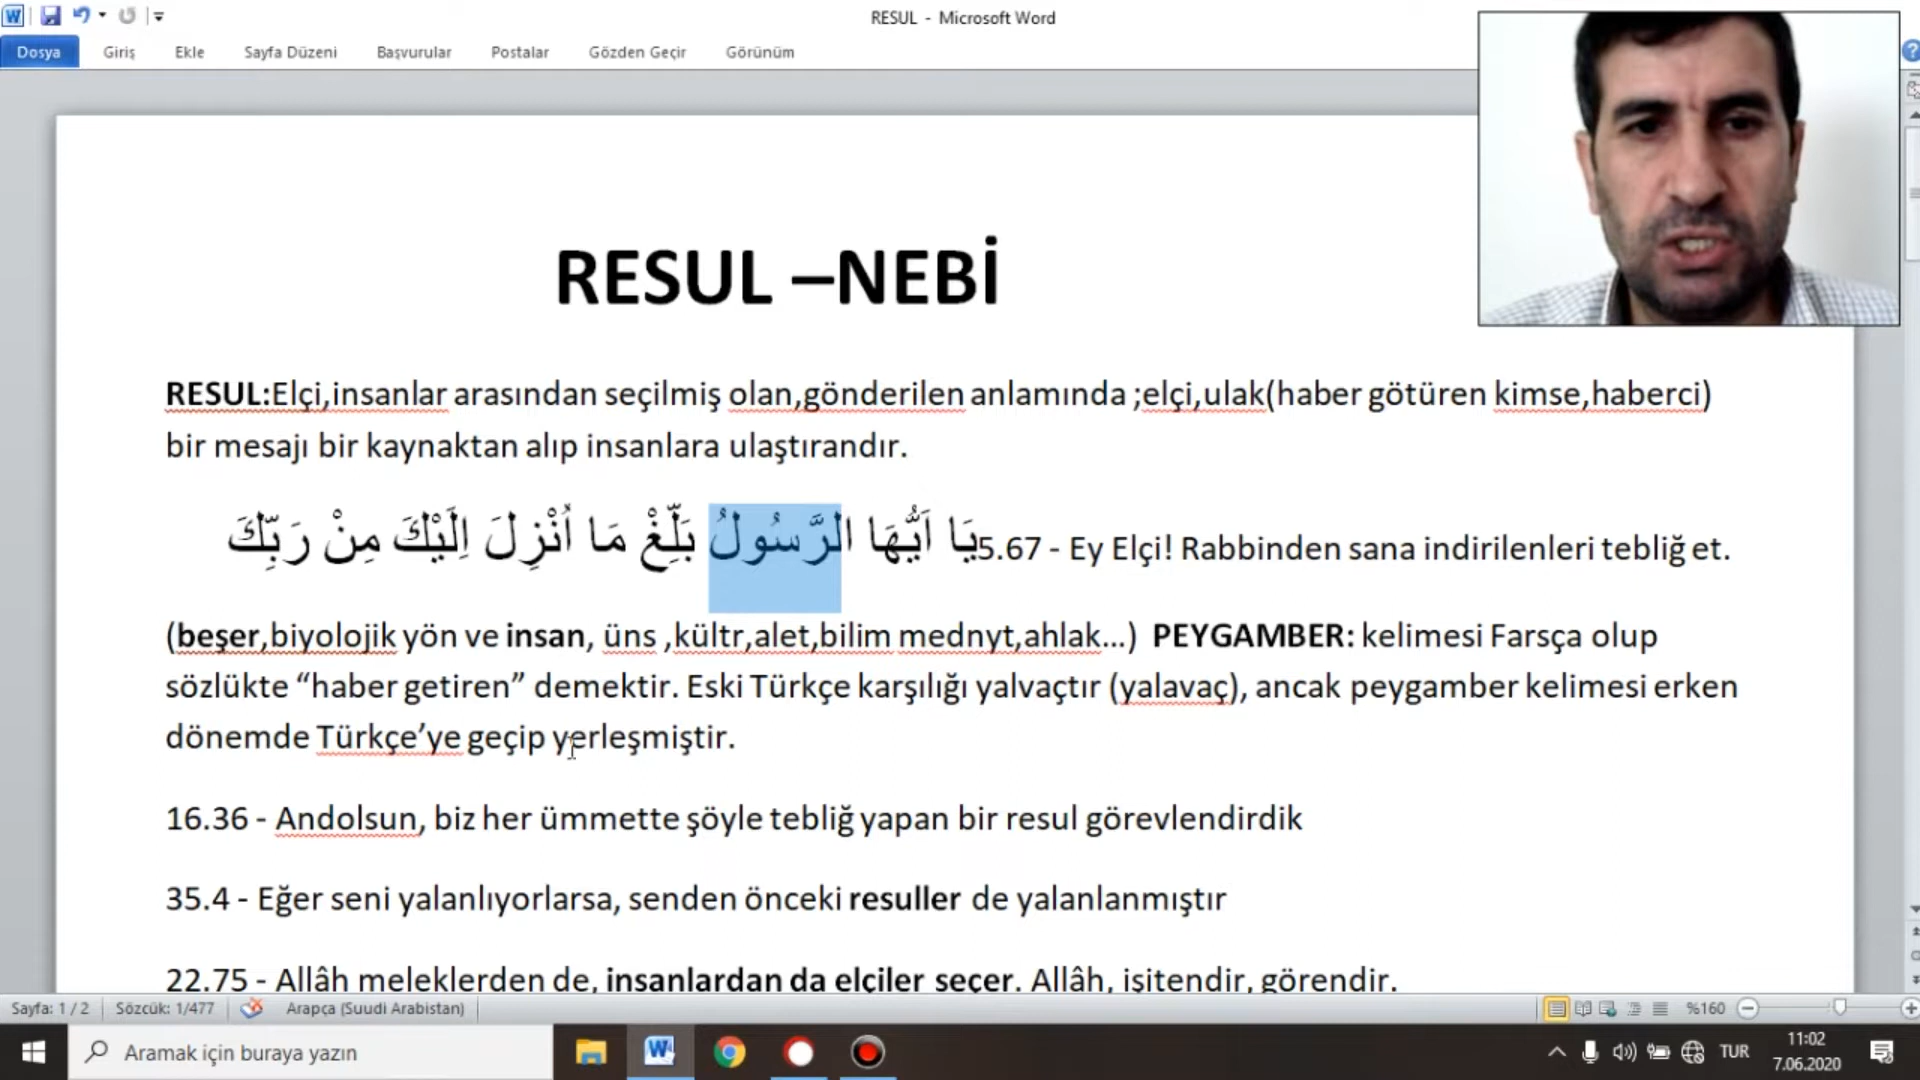 RESUL - Microsoft Word
Dosya Giriş Ekle Sayfa Düzeni Başvurular Postalar Gözden Geçir Görünüm
RESUL –NEBİ
RESUL:Elçi,insanlar arasından seçilmiş olan,gönderilen anlamında ;elçi,ulak(haber götüren kimse,haberci)
bir mesajı bir kaynaktan alıp insanlara ulaştırandır.
يَا اَيُّهَا الرَّسُولُ بَلِّغْ مَا اُنْزِلَ اِلَيْكَ مِنْ رَبِّكَ 5.67 - Ey Elçi! Rabbinden sana indirilenleri tebliğ et.
(beşer,biyolojik yön ve insan, üns ,kültr,alet,bilim mednyt,ahlak...) PEYGAMBER: kelimesi Farsça olup
sözlükte “haber getiren” demektir. Eski Türkçe karşılığı yalvaçtır (yalavaç), ancak peygamber kelimesi erken
dönemde Türkçe’ye geçip yerleşmiştir.
16.36 - Andolsun, biz her ümmette şöyle tebliğ yapan bir resul görevlendirdik
35.4 - Eğer seni yalanlıyorlarsa, senden önceki resuller de yalanlanmıştır
22.75 - Allâh meleklerden de, insanlardan da elçiler seçer. Allâh, işitendir, görendir.
Sayfa: 1 / 2 Sözcük: 1/477 Arapça (Suudi Arabistan) %160
Aramak için buraya yazın TUR 11:02
7.06.2020